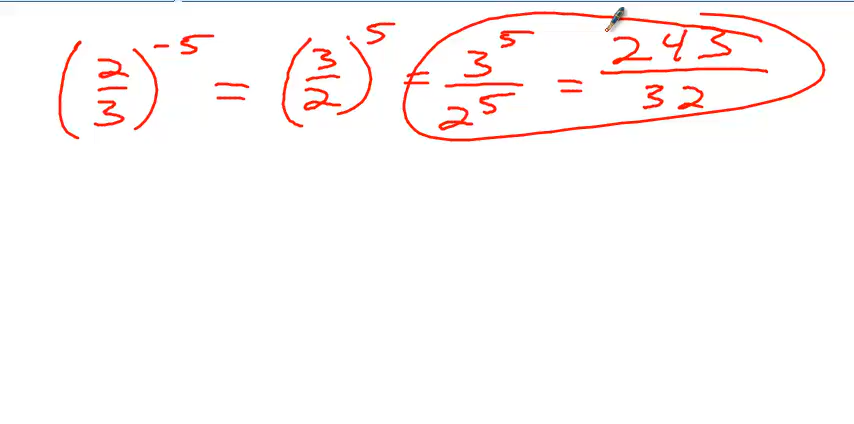 (2/3)^-5 = (3/2)^5 = 3^5/2^5 = 243/32